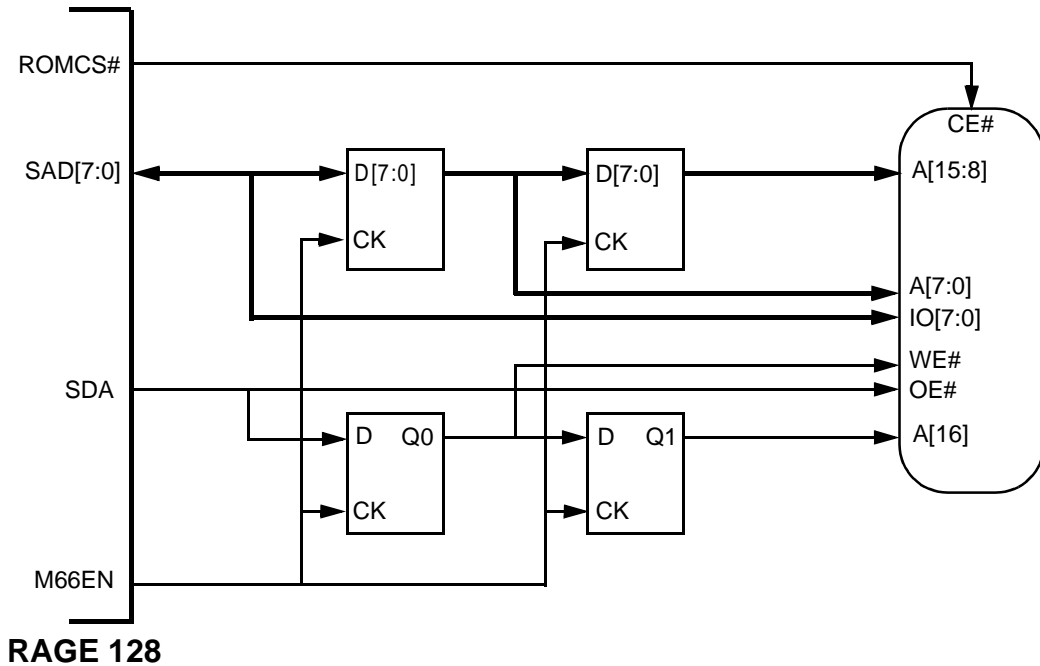 ROMCS#
CE#
SAD[7:0]
D[7:0]
D[7:0]
A[15:8]
CK
CK
A[7:0]
IO[7:0]
WE#
SDA
OE#
D Q0
D Q1
A[16]
CK
CK
M66EN
RAGE 128